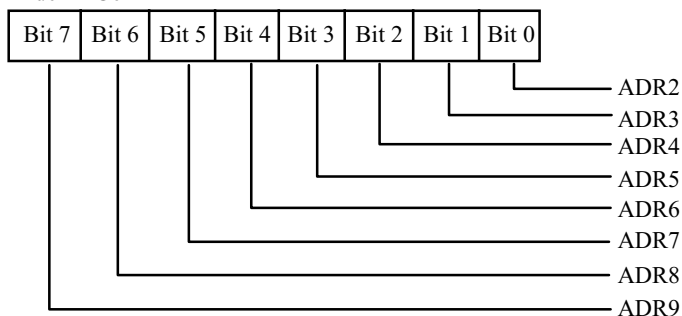 Bit 7 Bit 6 Bit 5 Bit 4 Bit 3 Bit 2 Bit 1 Bit 0
ADR2
ADR3
ADR4
ADR5
ADR6
ADR7
ADR8
ADR9